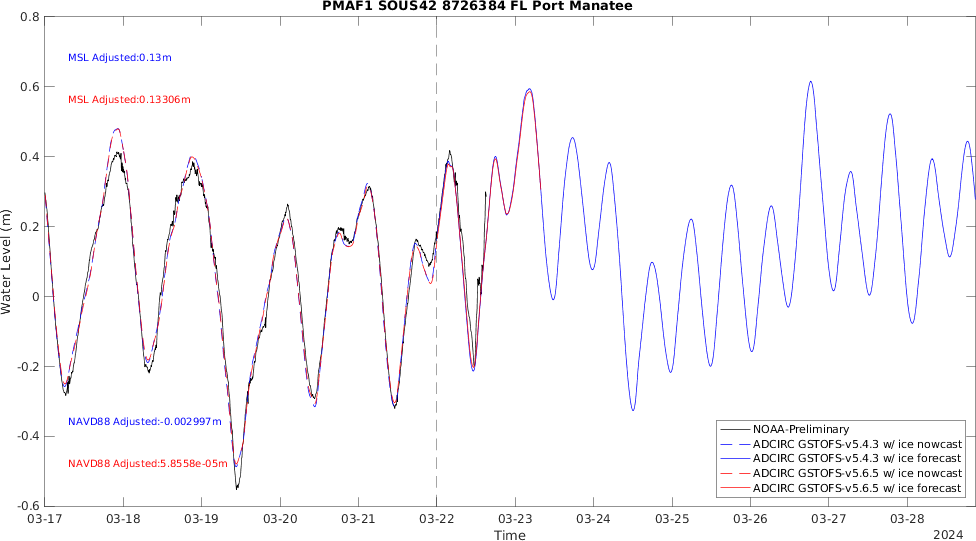 PMAF1 SOUS42 8726384 FL Port Manatee
0.8
0.6
0.4
0.2
0
-0.2
-0.4
-0.6
Water Level (m)
MSL Adjusted:0.13m
MSL Adjusted:0.13306m
NAVD88 Adjusted:-0.002997m
NAVD88 Adjusted:5.8558e-05m
NOAA-Preliminary
ADCIRC GSTOFS-v5.4.3 w/ ice nowcast
ADCIRC GSTOFS-v5.4.3 w/ ice forecast
ADCIRC GSTOFS-v5.6.5 w/ ice nowcast
ADCIRC GSTOFS-v5.6.5 w/ ice forecast
03-17 03-18 03-19 03-20 03-21 03-22 03-23 03-24 03-25 03-26 03-27 03-28
Time
2024